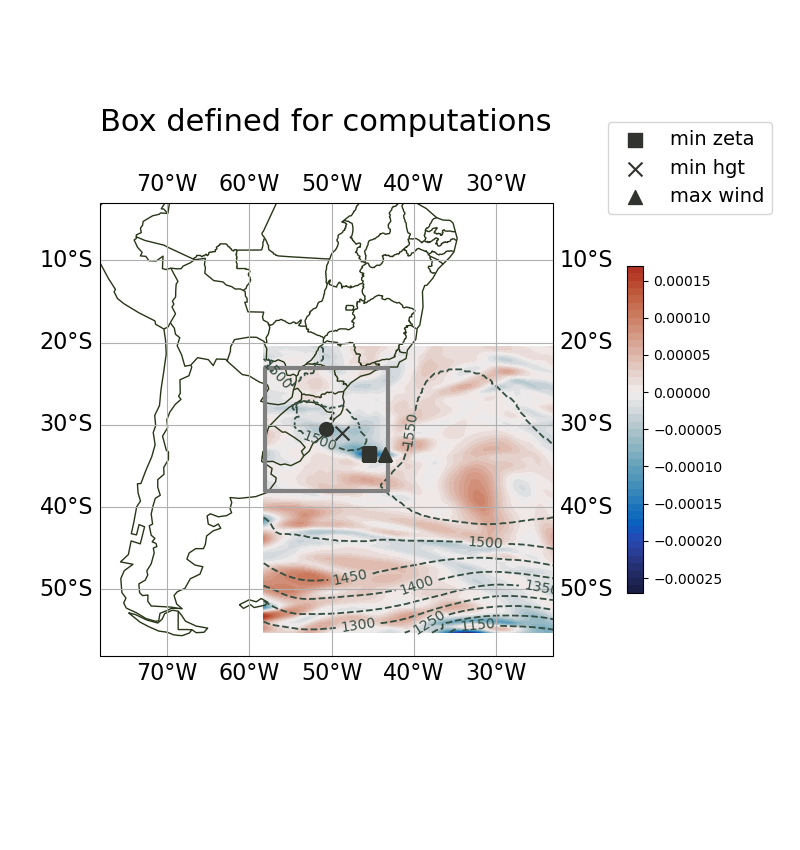 Box defined for computations
min zeta
min hgt
max wind
70°W 60°W 50°W 40°W 30°W
10°S 10°S
20°S 20°S
30°S 30°S
40°S 40°S
50°S 50°S
70°W 60°W 50°W 40°W 30°W
1500
1500
1550
1500
1450
1400
1350
1300
1250
1150
0.00015
0.00010
0.00005
0.00000
−0.00005
−0.00010
−0.00015
−0.00020
−0.00025